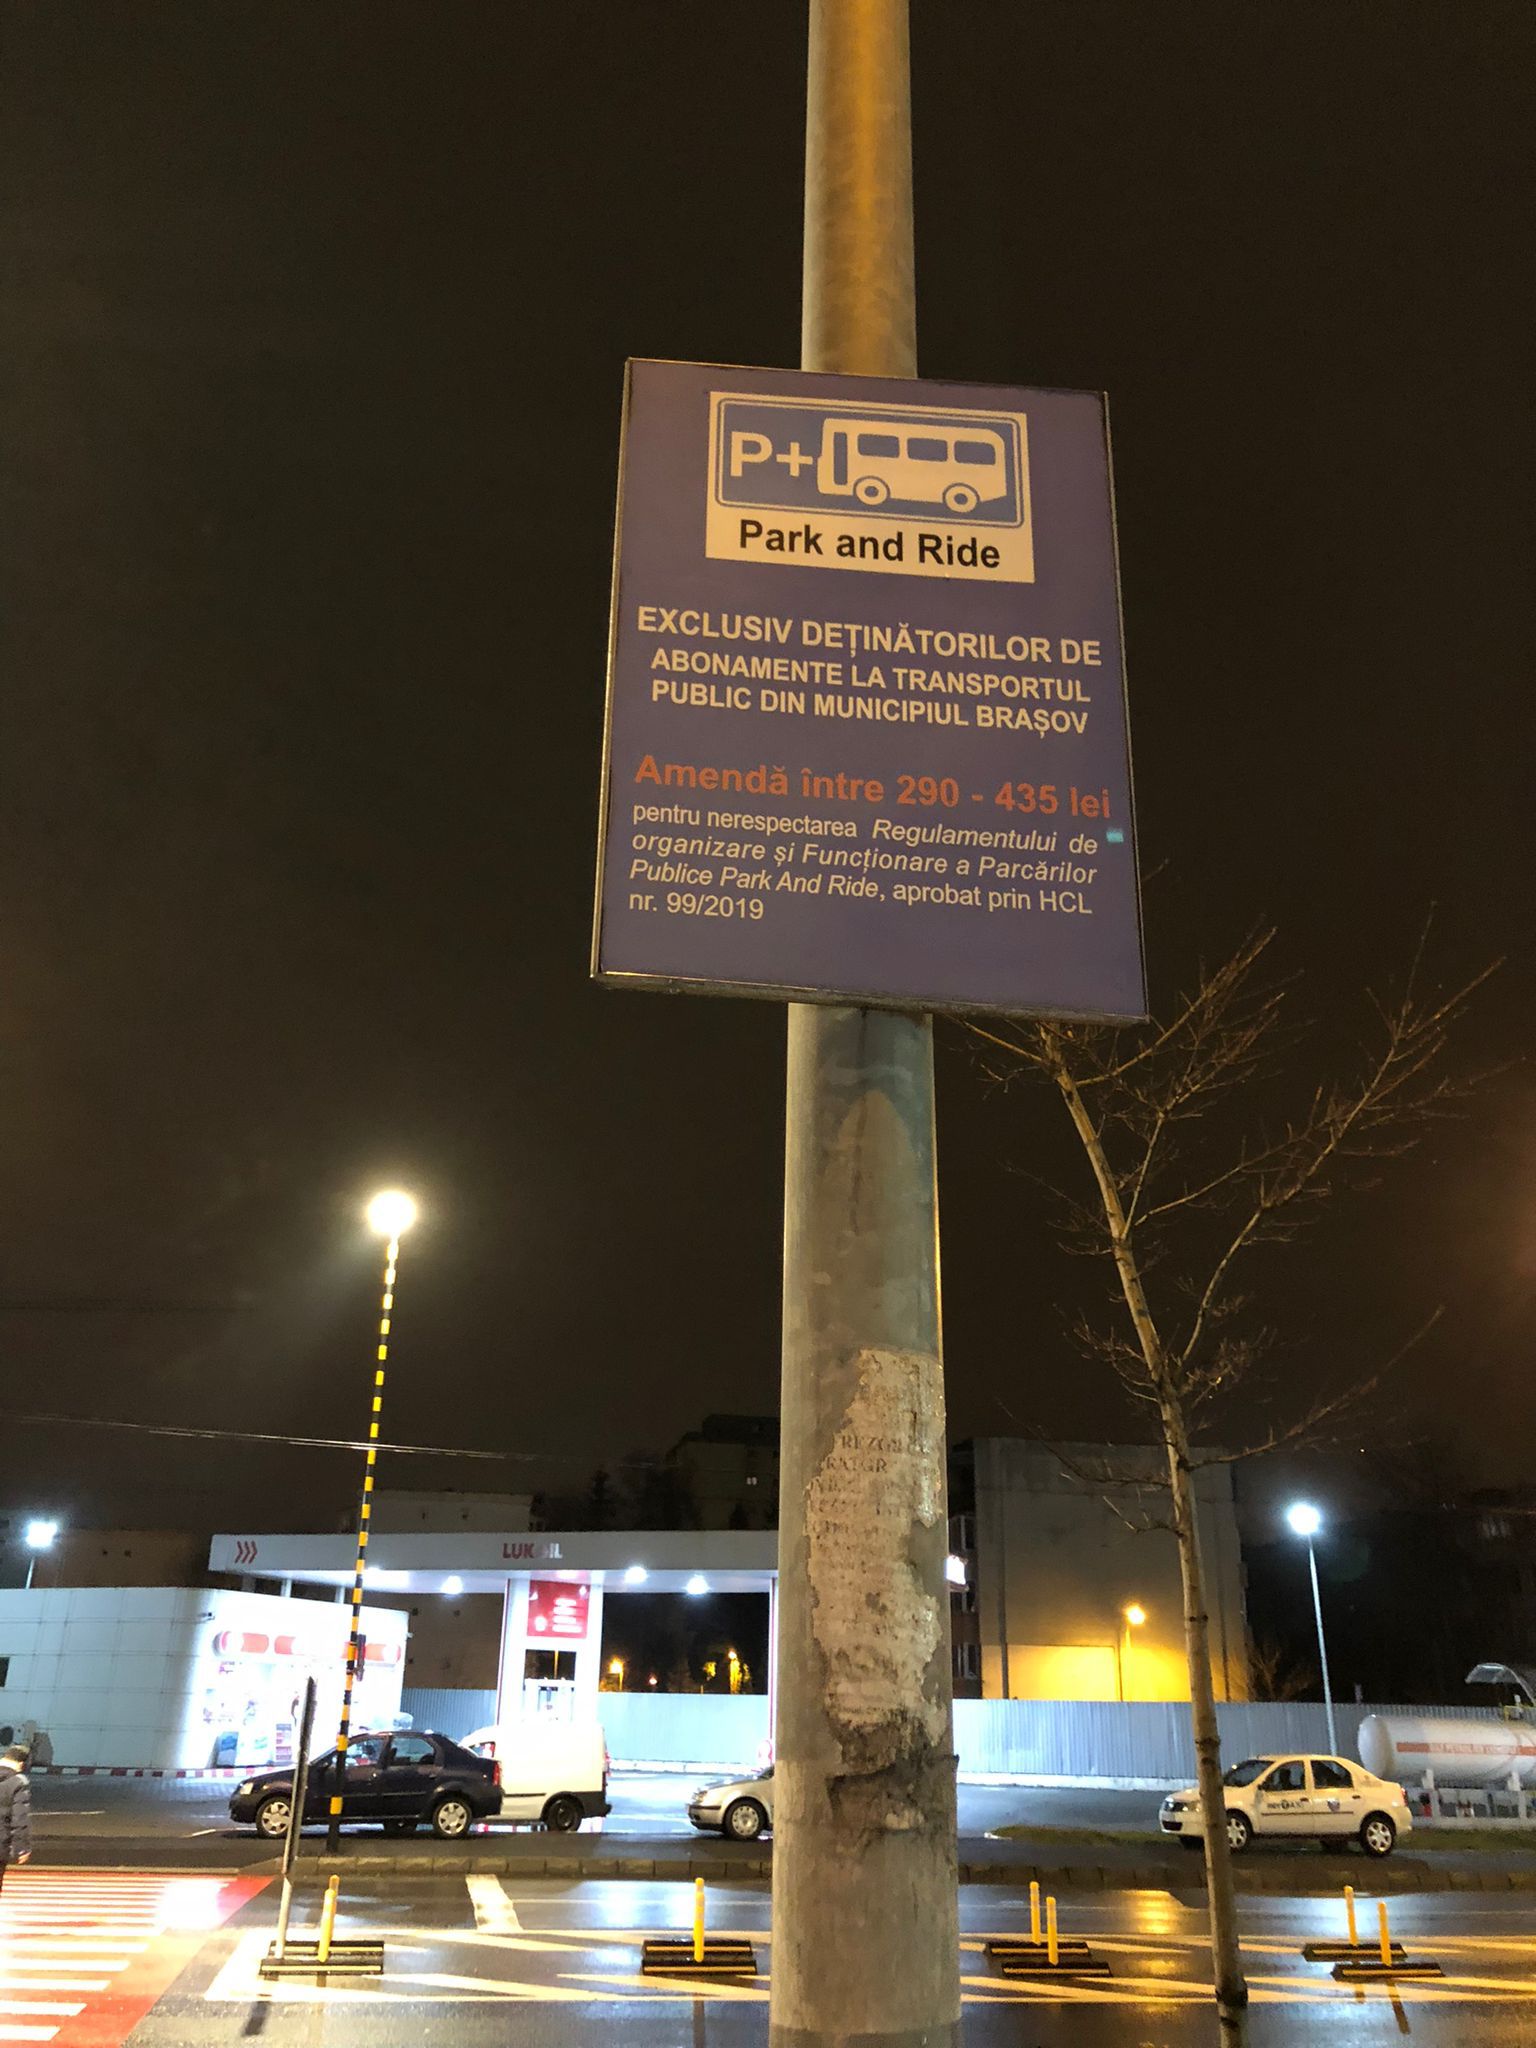 P+
Park and Ride
EXCLUSIV DEȚINĂTORILOR DE
ABONAMENTE LA TRANSPORTUL
PUBLIC DIN MUNICIPIUL BRAȘOV
Amendă între 290 - 435 lei
pentru nerespectarea Regulamentului de
organizare și Funcționare a Parcărilor
Publice Park And Ride, aprobat prin HCL
nr. 99/2019
LUKOIL